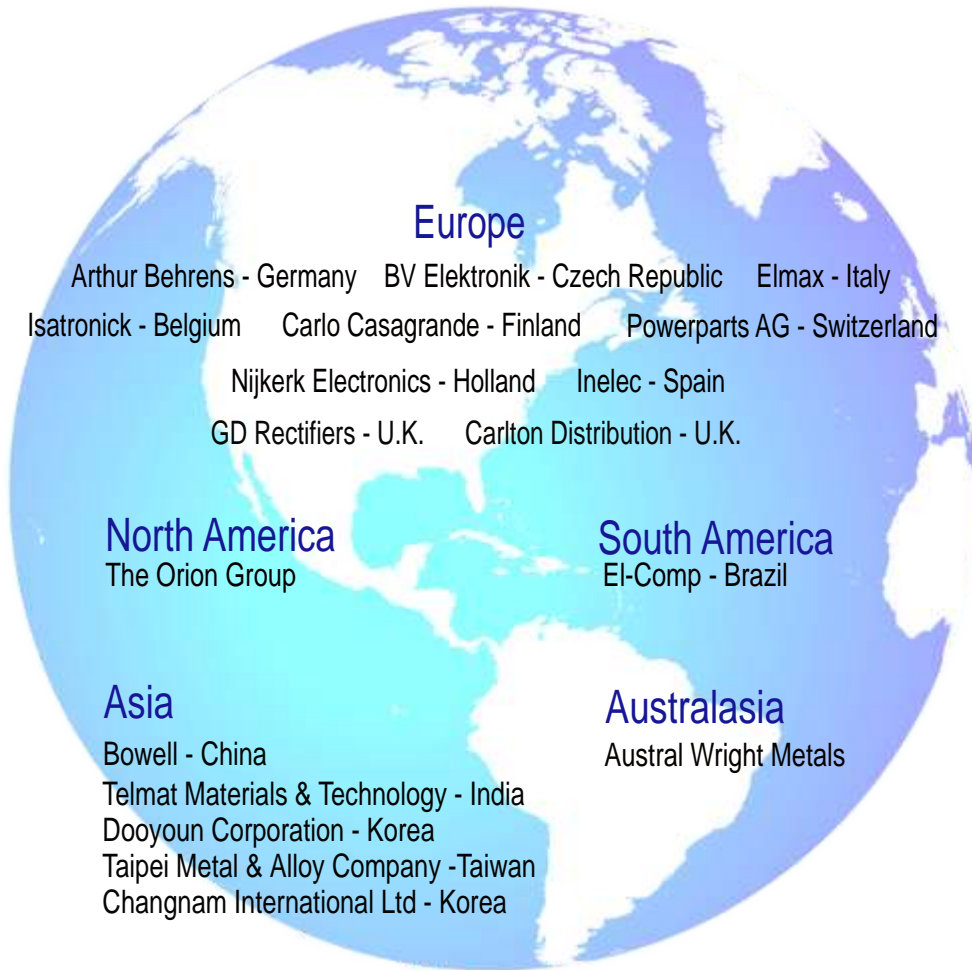 Europe
Arthur Behrens - Germany BV Elektronik - Czech Republic Elmax - Italy
Isatronick - Belgium Carlo Casagrande - Finland Powerparts AG - Switzerland
Nijkerk Electronics - Holland Inelec - Spain
GD Rectifiers - U.K. Carlton Distribution - U.K.
North America
The Orion Group
South America
El-Comp - Brazil
Asia
Bowell - China
Telmat Materials & Technology - India
Dooyoun Corporation - Korea
Taipei Metal & Alloy Company -Taiwan
Changnam International Ltd - Korea
Australasia
Austral Wright Metals